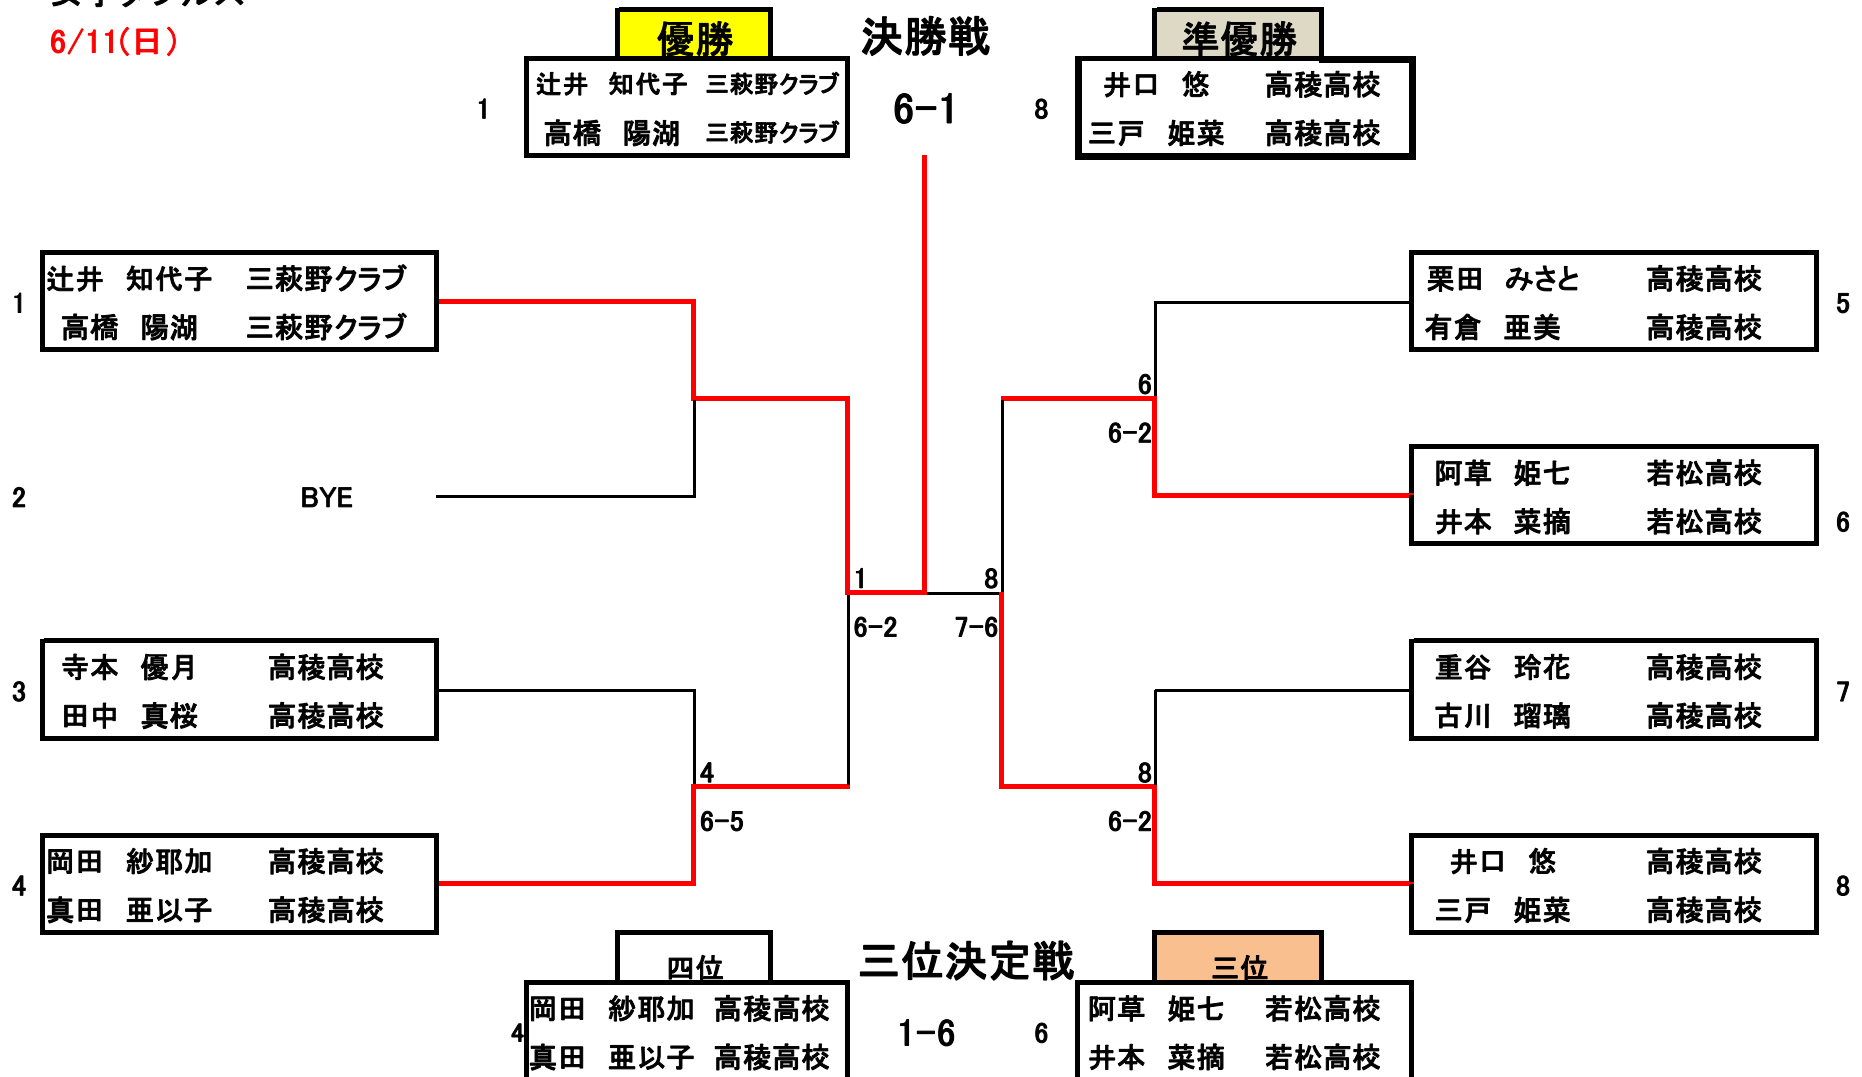 6/11(日)
優勝 決勝戦 準優勝
1 辻井 知代子 三萩野クラブ 6-1 8 井口 悠 高稜高校
高橋 陽湖 三萩野クラブ 三戸 姫菜 高稜高校
1 辻井 知代子 三萩野クラブ
高橋 陽湖 三萩野クラブ
栗田 みさと 高稜高校 5
有倉 亜美 高稜高校
6
6-2
2 BYE
阿草 姫七 若松高校 6
井本 菜摘 若松高校
1 8
6-2 7-6
3 寺本 優月 高稜高校
田中 真桜 高稜高校
重谷 玲花 高稜高校 7
古川 瑠璃 高稜高校
4 8
6-5 6-2
4 岡田 紗耶加 高稜高校
真田 亜以子 高稜高校
井口 悠 高稜高校 8
三戸 姫菜 高稜高校
四位 三位決定戦 三位
4 岡田 紗耶加 高稜高校 1-6 6 阿草 姫七 若松高校
真田 亜以子 高稜高校 井本 菜摘 若松高校